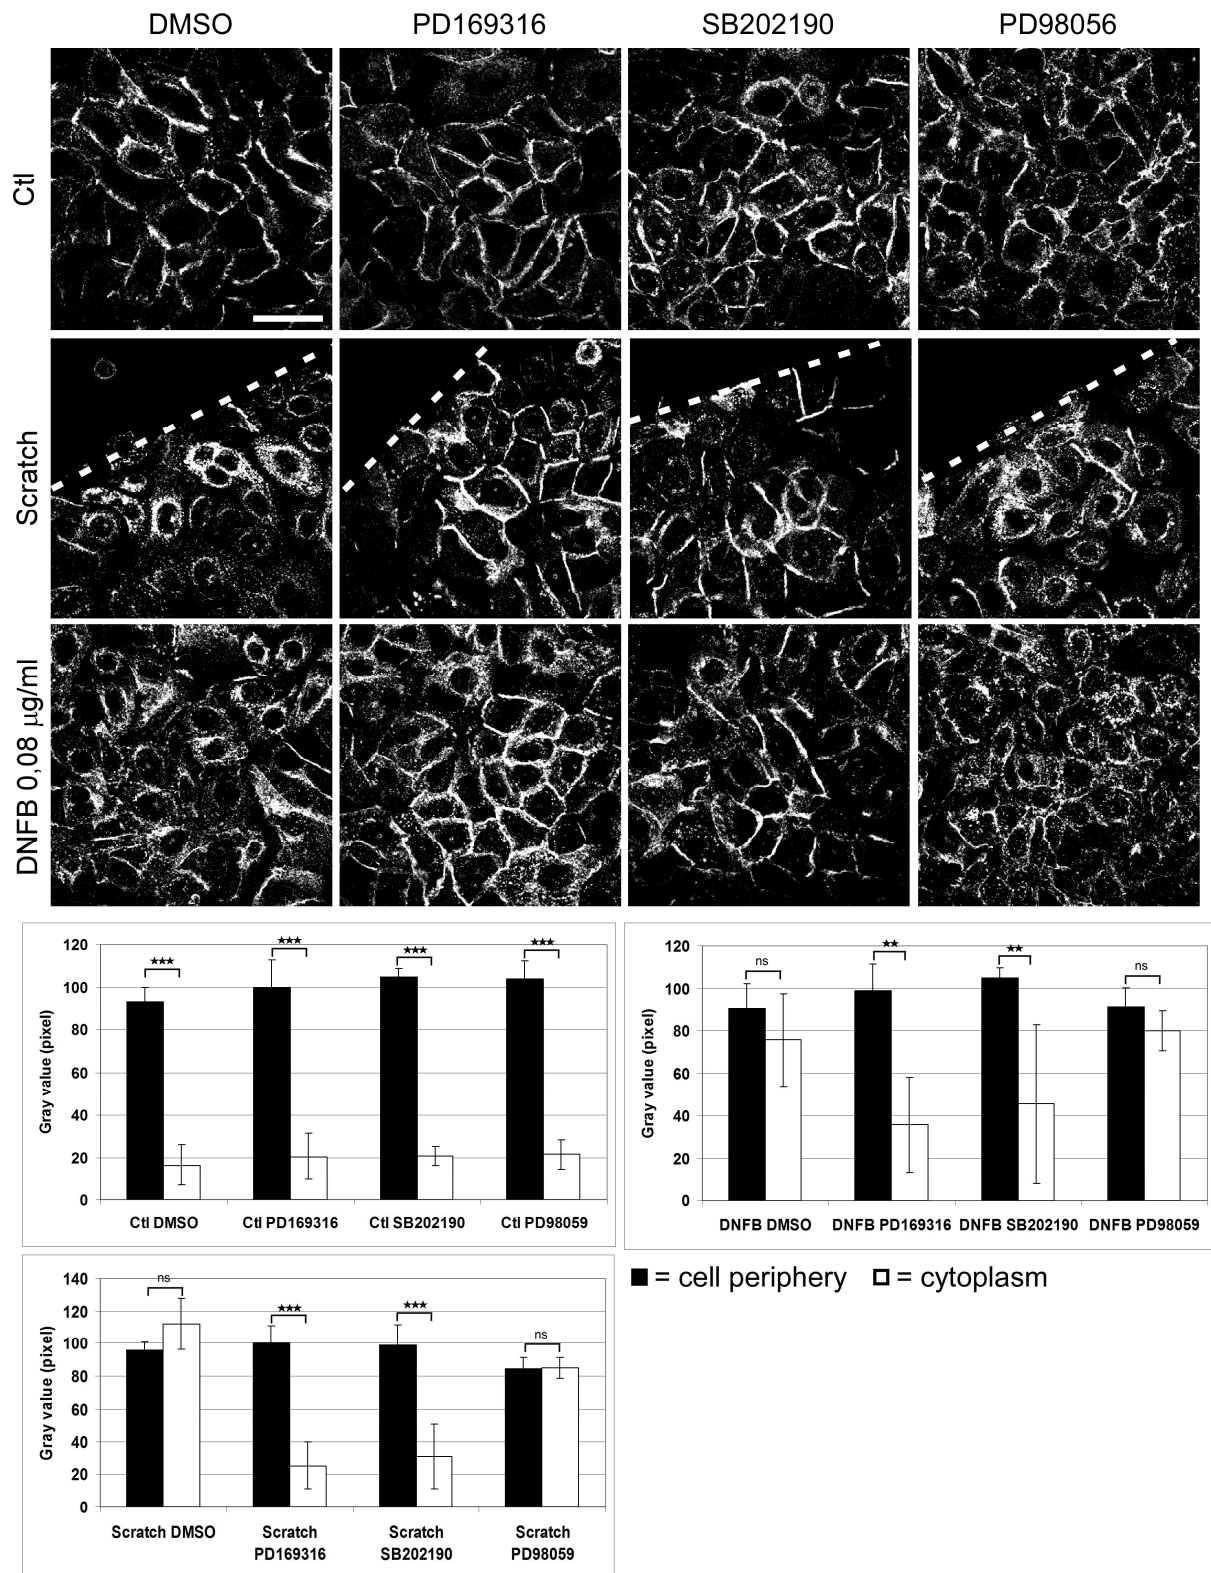 DMSO PD169316 SB202190 PD98056
Ctl
Scratch
DNFB 0,08 µg/ml
120
100
80
60
40
20
0
Gray value (pixel)
★★★ ★★★ ★★★ ★★★
Ctl DMSO Ctl PD169316 Ctl SB202190 Ctl PD98059
120
100
80
60
40
20
0
Gray value (pixel)
ns ★★ ★★ ns
DNFB DMSO DNFB PD169316 DNFB SB202190 DNFB PD98059
= cell periphery = cytoplasm
140
120
100
80
60
40
20
0
Gray value (pixel)
ns ★★★ ★★★ ns
Scratch DMSO Scratch Scratch Scratch
PD169316 SB202190 PD98059